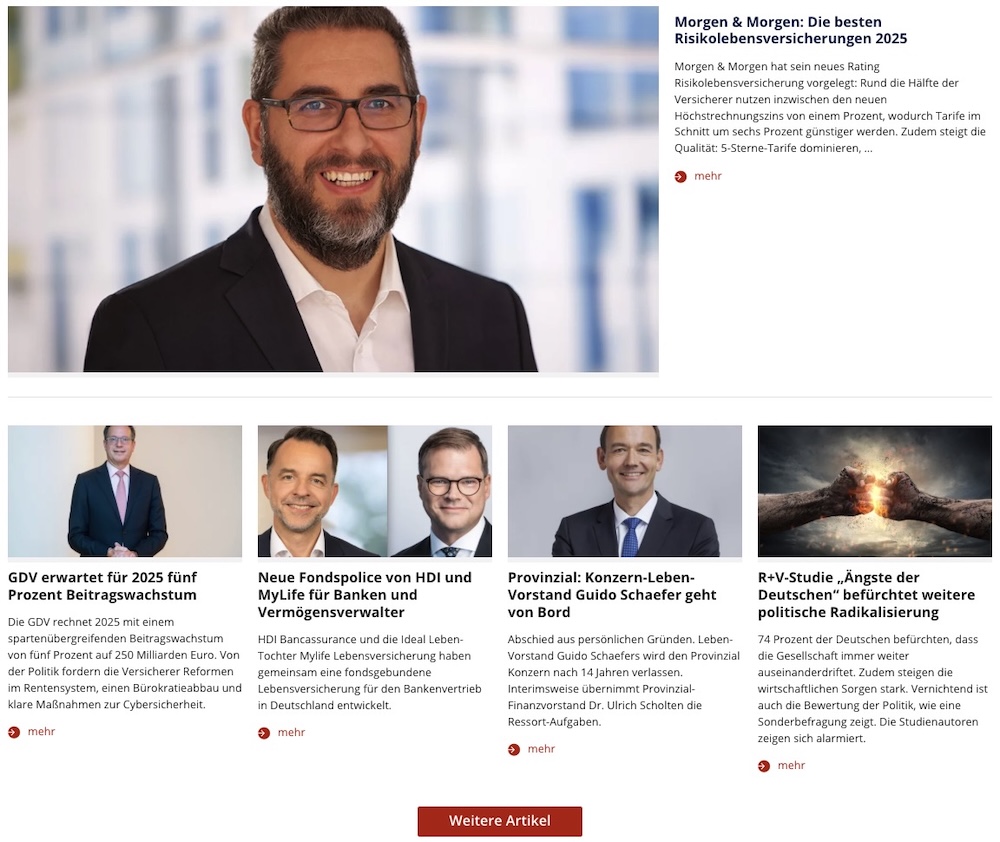 Morgen & Morgen: Die besten
Risikolebensversicherungen 2025
Morgen & Morgen hat sein neues Rating
Risikolebensversicherung vorgelegt: Rund die Hälfte der
Versicherer nutzen inzwischen den neuen
Höchstrechnungszins von einem Prozent, wodurch Tarife im
Schnitt um sechs Prozent günstiger werden. Zudem steigt die
Qualität: 5-Sterne-Tarife dominieren, ...
mehr
GDV erwartet für 2025 fünf
Prozent Beitragswachstum
Die GDV rechnet 2025 mit einem
spartenübergreifenden Beitragswachstum
von fünf Prozent auf 250 Milliarden Euro. Von
der Politik fordern die Versicherer Reformen
im Rentensystem, einen Bürokratieabbau und
klare Maßnahmen zur Cybersicherheit.
mehr
Neue Fondspolice von HDI und
MyLife für Banken und
Vermögensverwalter
HDI Bancassurance und die Ideal Leben-
Tochter Mylife Lebensversicherung haben
gemeinsam eine fondsgebundene
Lebensversicherung für den Bankenvertrieb
in Deutschland entwickelt.
mehr
Provinzial: Konzern-Leben-
Vorstand Guido Schaefer geht
von Bord
Abschied aus persönlichen Gründen. Leben-
Vorstand Guido Schaefers wird den Provinzial
Konzern nach 14 Jahren verlassen.
Interimsweise übernimmt Provinzial-
Finanzvorstand Dr. Ulrich Scholten die
Ressort-Aufgaben.
mehr
R+V-Studie „Ängste der
Deutschen“ befürchtet weitere
politische Radikalisierung
74 Prozent der Deutschen befürchten, dass
die Gesellschaft immer weiter
auseinanderdriftet. Zudem steigen die
wirtschaftlichen Sorgen stark. Vernichtend ist
auch die Bewertung der Politik, wie eine
Sonderbefragung zeigt. Die Studienautoren
zeigen sich alarmiert.
mehr
Weitere Artikel